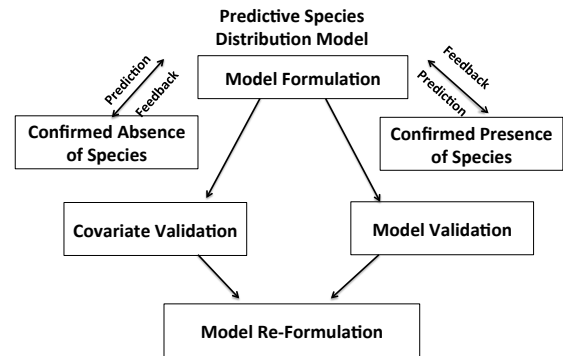 Predictive Species
Distribution Model
Model Formulation
Prediction
Feedback
Feedback
Prediction
Confirmed Absence
of Species
Confirmed Presence
of Species
Covariate Validation
Model Validation
Model Re-Formulation